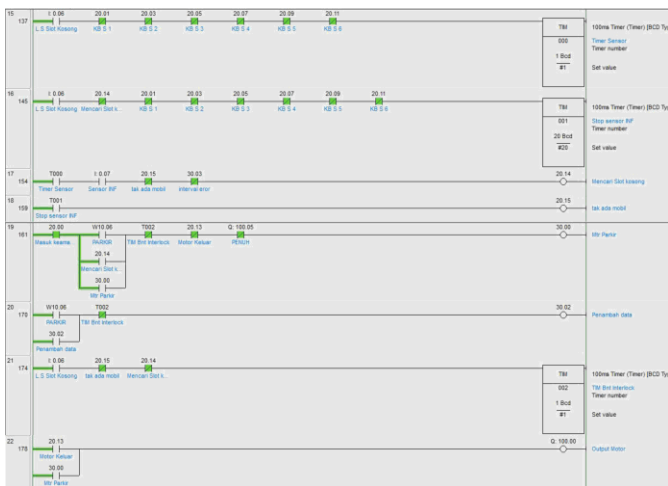 15
137
I: 0.06
20.01
20.03
20.05
20.07
20.09
20.11
L.S Slot Kosong
KB S 1
KB S 2
KB S 3
KB S 4
KB S 5
KB S 6
TIM
100ms Timer (Timer) [BCD Ty
000
Timer Sensor
Timer number
1 Bcd
#1
Set value
16
145
I: 0.06
20.14
20.01
20.03
20.05
20.07
20.09
20.11
L.S Slot Kosong
Mencari Slot k...
KB S 1
KB S 2
KB S 3
KB S 4
KB S 5
KB S 6
TIM
100ms Timer (Timer) [BCD Ty
001
Stop sensor INF
Timer number
20 Bcd
#20
Set value
17
154
T000
I: 0.07
20.15
30.03
20.14
Timer Sensor
Sensor INF
tak ada mobil
interval eror
Mencari Slot kosong
18
159
T001
20.15
Stop sensor INF
tak ada mobil
19
161
20.00
W10.06
T002
20.13
Q: 100.05
30.00
Masuk keama...
PARKIR
TIM Bnt Interlock
Motor Keluar
PENUH
Mtr Parkir
20.14
Mencari Slot k...
30.00
Mtr Parkir
20
170
W10.06
T002
30.02
PARKIR
TIM Bnt Interlock
Penambah data
30.02
Penambah data
21
174
I: 0.06
20.15
20.14
L.S Slot Kosong
tak ada mobil
Mencari Slot k...
TIM
100ms Timer (Timer) [BCD Ty
002
TIM Bnt Interlock
Timer number
1 Bcd
#1
Set value
22
178
20.13
Q: 100.00
Motor Keluar
Output Motor
30.00
Mtr Parkir